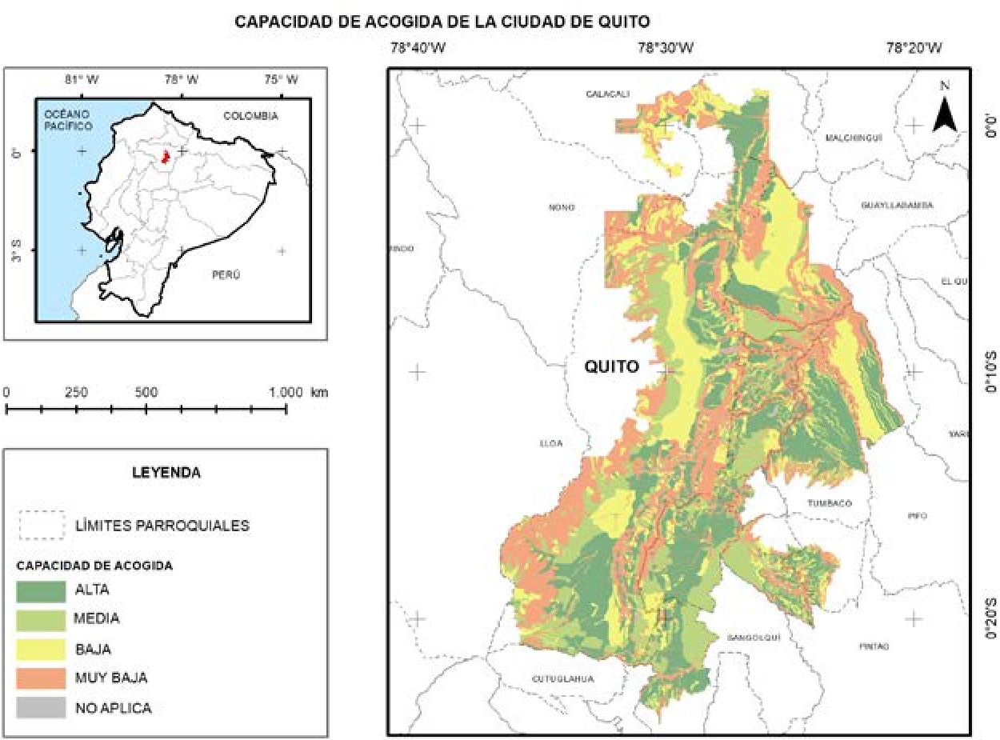 CAPACIDAD DE ACOGIDA DE LA CIUDAD DE QUITO
78°40'W
78°30'W
78°20'W
81° W
78° W
75° W
OCÉANO
PACÍFICO
COLOMBIA
0°
3° S
PERÚ
0
250
500
1.000 km
LEYENDA
LÍMITES PARROQUIALES
CAPACIDAD DE ACOGIDA
ALTA
MEDIA
BAJA
MUY BAJA
NO APLICA
N
CALACALI
MALCHINGUÍ
NONO
GUAYLLABAMBA
EL QU
QUITO
LLOA
TUMBACO
PIFO
SANGOLQUÍ
PINTAG
CUTUGLAHUA
0°0'
0°10'S
0°20'S